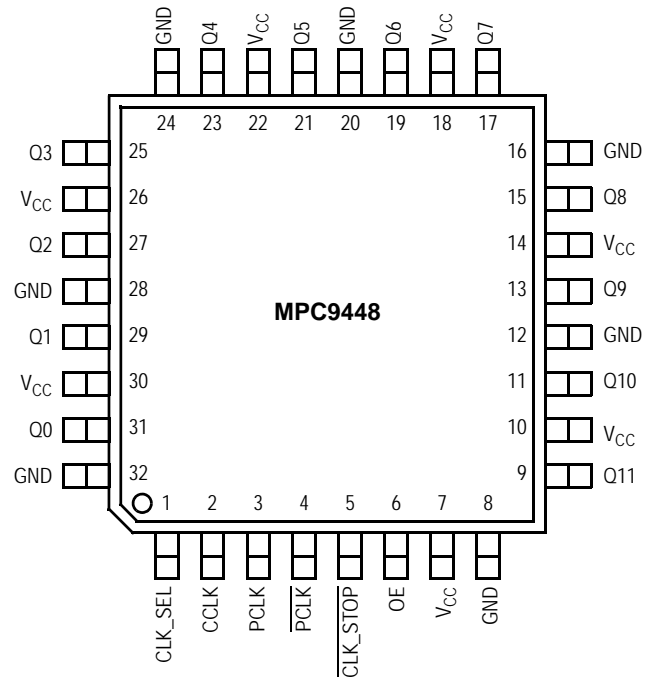 GND Q4 VCC Q5 GND Q6 VCC Q7
24 23 22 21 20 19 18 17
Q3 25 16 GND
VCC 26 15 Q8
Q2 27 14 VCC
GND 28 13 Q9
MPC9448
Q1 29 12 GND
VCC 30 11 Q10
Q0 31 10 VCC
GND 32 9 Q11
1 2 3 4 5 6 7 8
CLK_SEL CCLK PCLK P̅C̅L̅K̅ C̅L̅K̅_̅S̅T̅O̅P̅ OE VCC GND